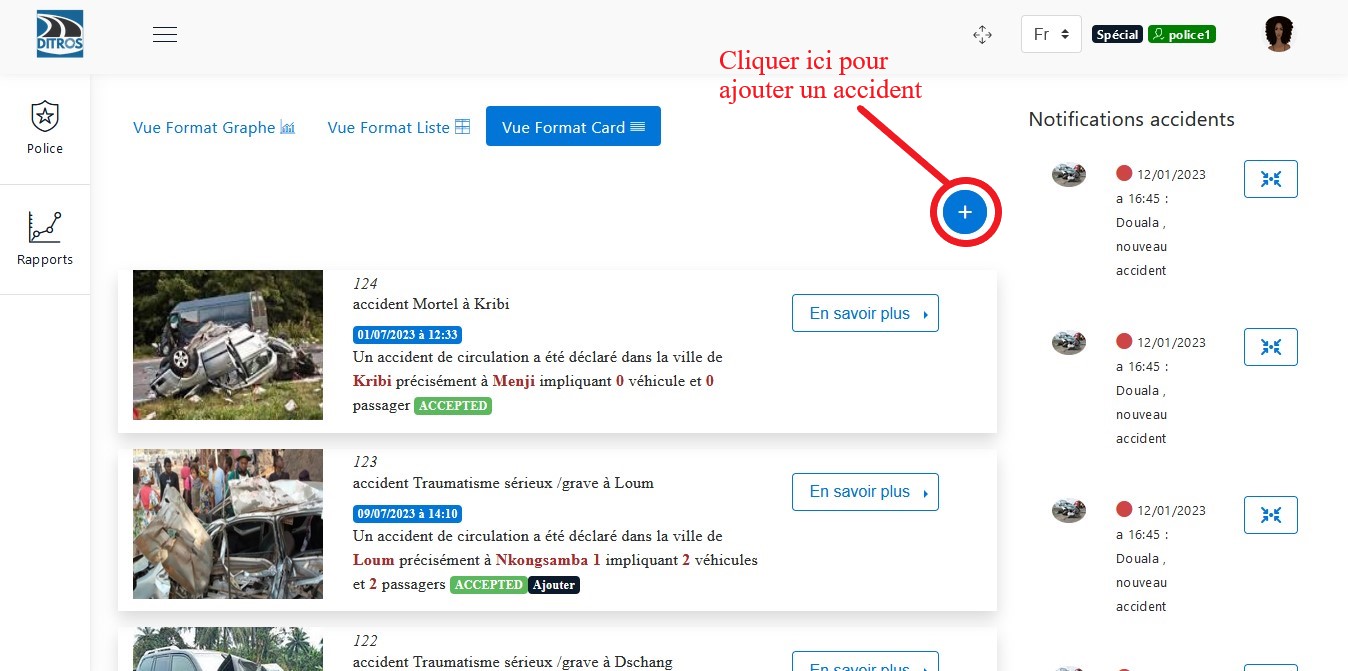 DITROS
Fr
Spécial
police1
Cliquer ici pour
ajouter un accident
Police
Rapports
Vue Format Graphe
Vue Format Liste
Vue Format Card
+
124
accident Mortel à Kribi
01/07/2023 à 12:33
Un accident de circulation a été déclaré dans la ville de
Kribi précisément à Menji impliquant 0 véhicule et 0
passager ACCEPTED
En savoir plus
123
accident Traumatisme sérieux /grave à Loum
09/07/2023 à 14:10
Un accident de circulation a été déclaré dans la ville de
Loum précisément à Nkongsamba 1 impliquant 2 véhicules
et 2 passagers ACCEPTED Ajouter
En savoir plus
122
accident Traumatisme sérieux /grave à Dschang
En savoir plus
Notifications accidents
12/01/2023
a 16:45 :
Douala ,
nouveau
accident
12/01/2023
a 16:45 :
Douala ,
nouveau
accident
12/01/2023
a 16:45 :
Douala ,
nouveau
accident